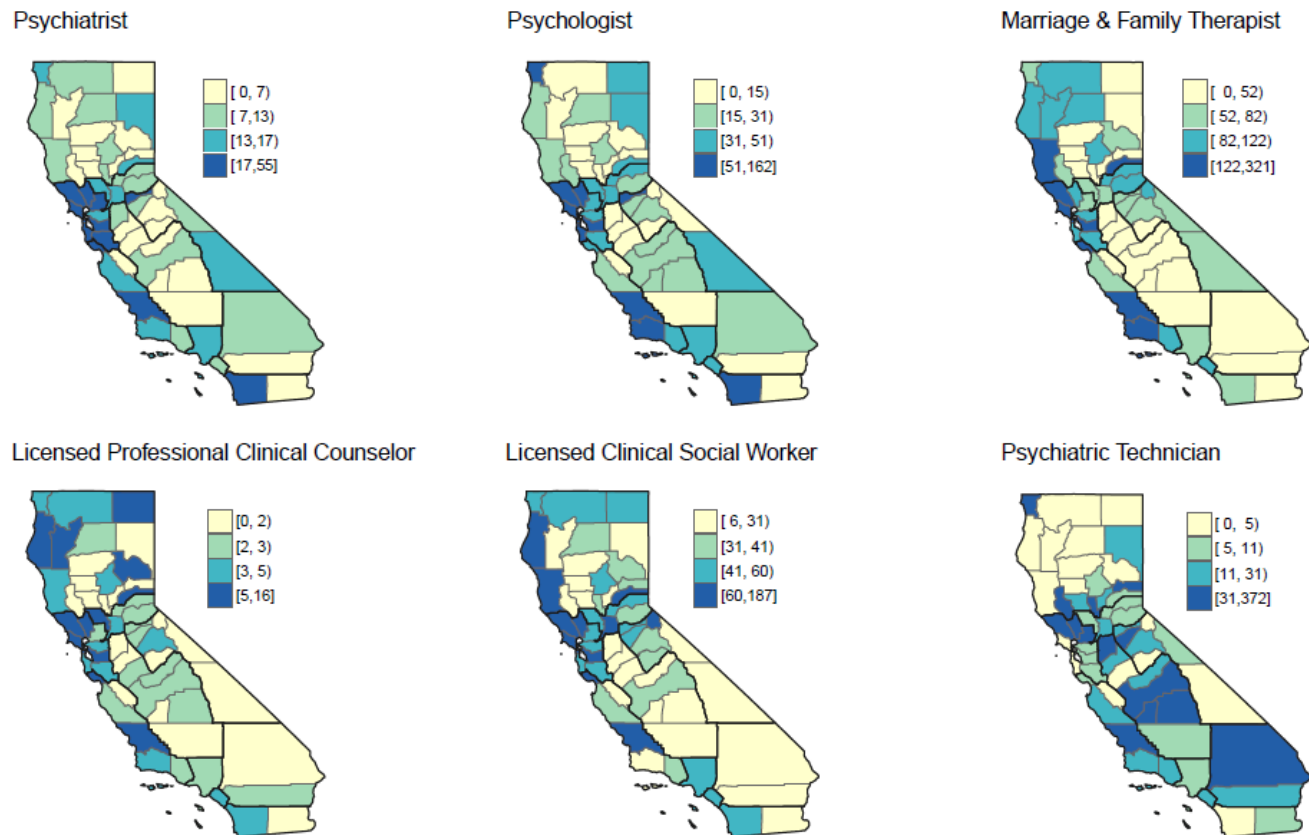 Psychiatrist
[ 0, 7)
[ 7,13)
[13,17)
[17,55]
Psychologist
[ 0, 15)
[15, 31)
[31, 51)
[51,162]
Marriage & Family Therapist
[ 0, 52)
[ 52, 82)
[ 82,122)
[122,321]
Licensed Professional Clinical Counselor
[0, 2)
[2, 3)
[3, 5)
[5,16]
Licensed Clinical Social Worker
[ 6, 31)
[31, 41)
[41, 60)
[60,187]
Psychiatric Technician
[ 0, 5)
[ 5, 11)
[11, 31)
[31,372]